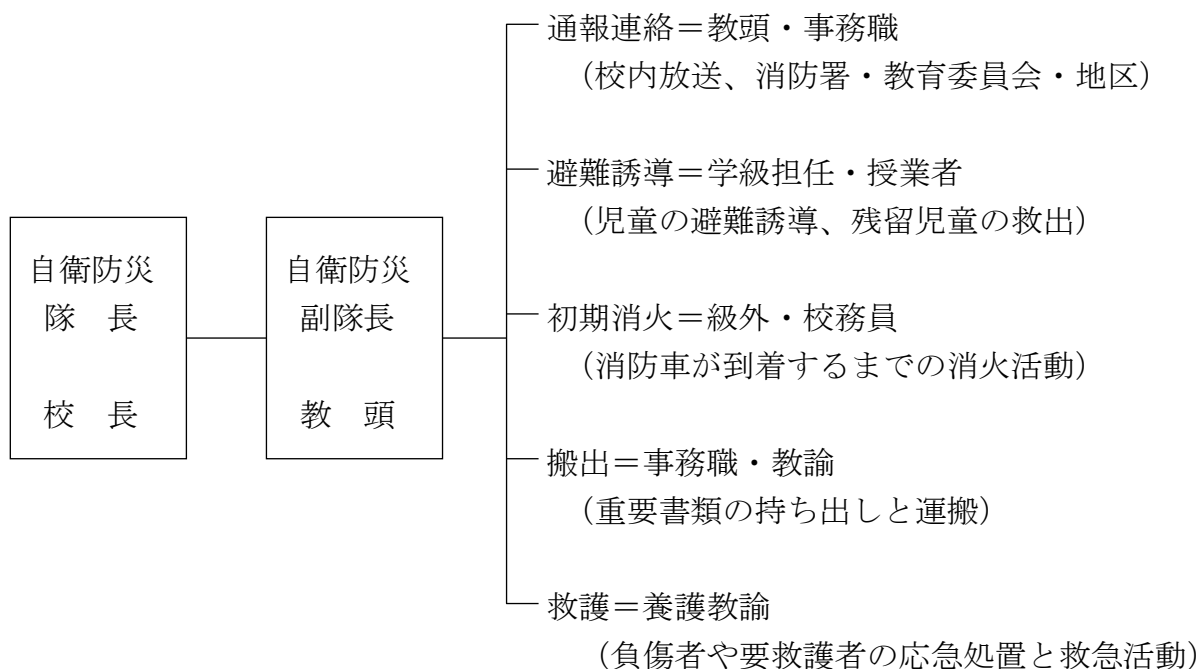 自衛防災
隊　長
校　長
自衛防災
副隊長
教　頭
通報連絡＝教頭・事務職
（校内放送、消防署・教育委員会・地区）
避難誘導＝学級担任・授業者
（児童の避難誘導、残留児童の救出）
初期消火＝級外・校務員
（消防車が到着するまでの消火活動）
搬出＝事務職・教諭
（重要書類の持ち出しと運搬）
救護＝養護教諭
（負傷者や要救護者の応急処置と救急活動）